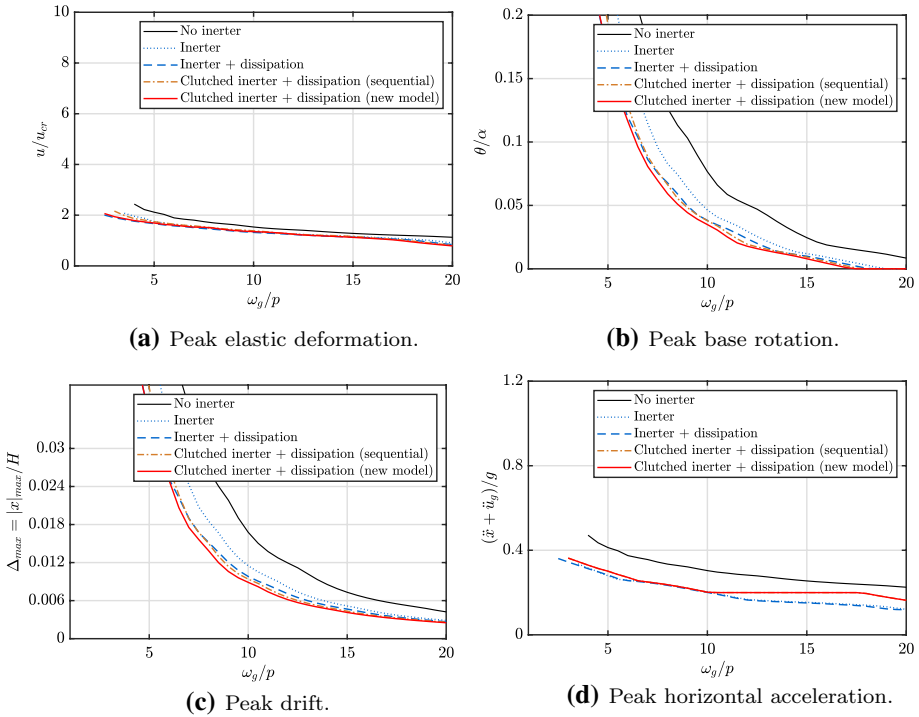 10
8
6
4
2
0
u/u_cr
5
10
15
20
ω_g/p
No inerter
Inerter
Inerter + dissipation
Clutched inerter + dissipation (sequential)
Clutched inerter + dissipation (new model)
(a) Peak elastic deformation.
0.2
0.15
0.1
0.05
0
θ/α
5
10
15
20
ω_g/p
No inerter
Inerter
Inerter + dissipation
Clutched inerter + dissipation (sequential)
Clutched inerter + dissipation (new model)
(b) Peak base rotation.
0.03
0.024
0.018
0.012
0.006
0
Δ_max = |x|_max/H
5
10
15
20
ω_g/p
No inerter
Inerter
Inerter + dissipation
Clutched inerter + dissipation (sequential)
Clutched inerter + dissipation (new model)
(c) Peak drift.
1.2
0.8
0.4
0
(ẍ + ü_g)/g
5
10
15
20
ω_g/p
No inerter
Inerter
Inerter + dissipation
Clutched inerter + dissipation (sequential)
Clutched inerter + dissipation (new model)
(d) Peak horizontal acceleration.